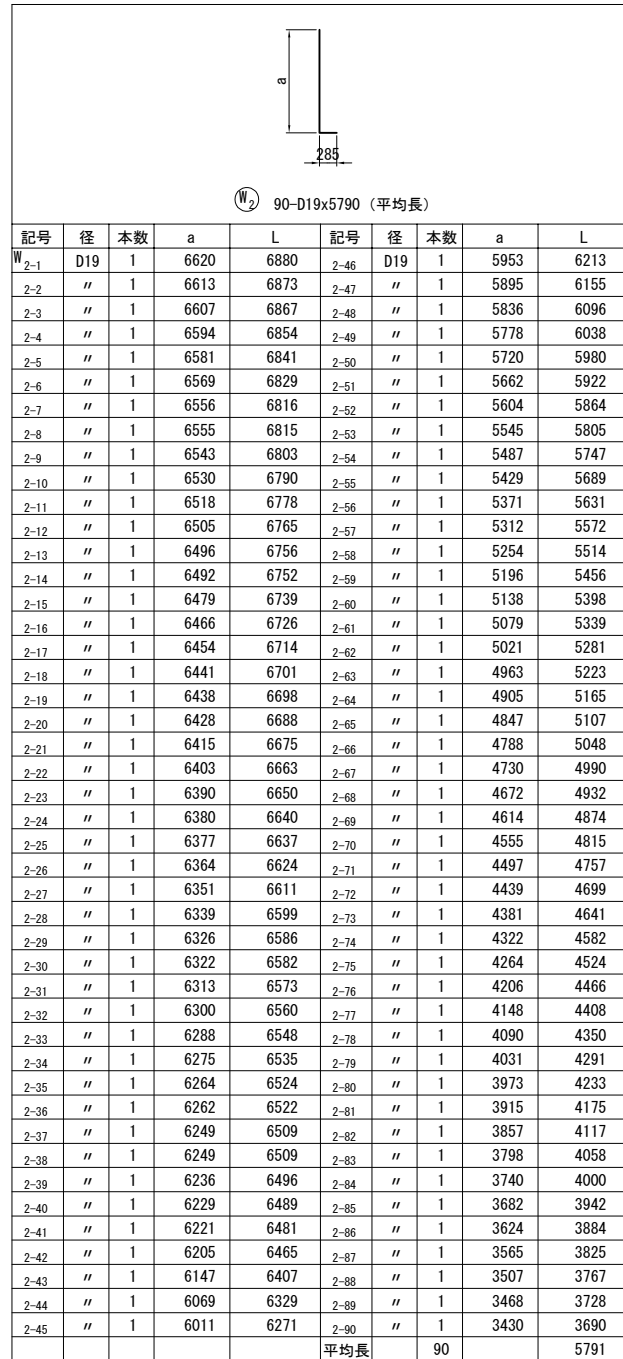 a
285
W2 90-D19x5790 (平均長)
記号 径 本数 a L 記号 径 本数 a L
W2-1 D19 1 6620 6880 2-46 D19 1 5953 6213
2-2 〃 1 6613 6873 2-47 〃 1 5895 6155
2-3 〃 1 6607 6867 2-48 〃 1 5836 6096
2-4 〃 1 6594 6854 2-49 〃 1 5778 6038
2-5 〃 1 6581 6841 2-50 〃 1 5720 5980
2-6 〃 1 6569 6829 2-51 〃 1 5662 5922
2-7 〃 1 6556 6816 2-52 〃 1 5604 5864
2-8 〃 1 6555 6815 2-53 〃 1 5545 5805
2-9 〃 1 6543 6803 2-54 〃 1 5487 5747
2-10 〃 1 6530 6790 2-55 〃 1 5429 5689
2-11 〃 1 6518 6778 2-56 〃 1 5371 5631
2-12 〃 1 6505 6765 2-57 〃 1 5312 5572
2-13 〃 1 6496 6756 2-58 〃 1 5254 5514
2-14 〃 1 6492 6752 2-59 〃 1 5196 5456
2-15 〃 1 6479 6739 2-60 〃 1 5138 5398
2-16 〃 1 6466 6726 2-61 〃 1 5079 5339
2-17 〃 1 6454 6714 2-62 〃 1 5021 5281
2-18 〃 1 6441 6701 2-63 〃 1 4963 5223
2-19 〃 1 6438 6698 2-64 〃 1 4905 5165
2-20 〃 1 6428 6688 2-65 〃 1 4847 5107
2-21 〃 1 6415 6675 2-66 〃 1 4788 5048
2-22 〃 1 6403 6663 2-67 〃 1 4730 4990
2-23 〃 1 6390 6650 2-68 〃 1 4672 4932
2-24 〃 1 6380 6640 2-69 〃 1 4614 4874
2-25 〃 1 6377 6637 2-70 〃 1 4555 4815
2-26 〃 1 6364 6624 2-71 〃 1 4497 4757
2-27 〃 1 6351 6611 2-72 〃 1 4439 4699
2-28 〃 1 6339 6599 2-73 〃 1 4381 4641
2-29 〃 1 6326 6586 2-74 〃 1 4322 4582
2-30 〃 1 6322 6582 2-75 〃 1 4264 4524
2-31 〃 1 6313 6573 2-76 〃 1 4206 4466
2-32 〃 1 6300 6560 2-77 〃 1 4148 4408
2-33 〃 1 6288 6548 2-78 〃 1 4090 4350
2-34 〃 1 6275 6535 2-79 〃 1 4031 4291
2-35 〃 1 6264 6524 2-80 〃 1 3973 4233
2-36 〃 1 6262 6522 2-81 〃 1 3915 4175
2-37 〃 1 6249 6509 2-82 〃 1 3857 4117
2-38 〃 1 6249 6509 2-83 〃 1 3798 4058
2-39 〃 1 6236 6496 2-84 〃 1 3740 4000
2-40 〃 1 6229 6489 2-85 〃 1 3682 3942
2-41 〃 1 6221 6481 2-86 〃 1 3624 3884
2-42 〃 1 6205 6465 2-87 〃 1 3565 3825
2-43 〃 1 6147 6407 2-88 〃 1 3507 3767
2-44 〃 1 6069 6329 2-89 〃 1 3468 3728
2-45 〃 1 6011 6271 2-90 〃 1 3430 3690
平均長 90 5791